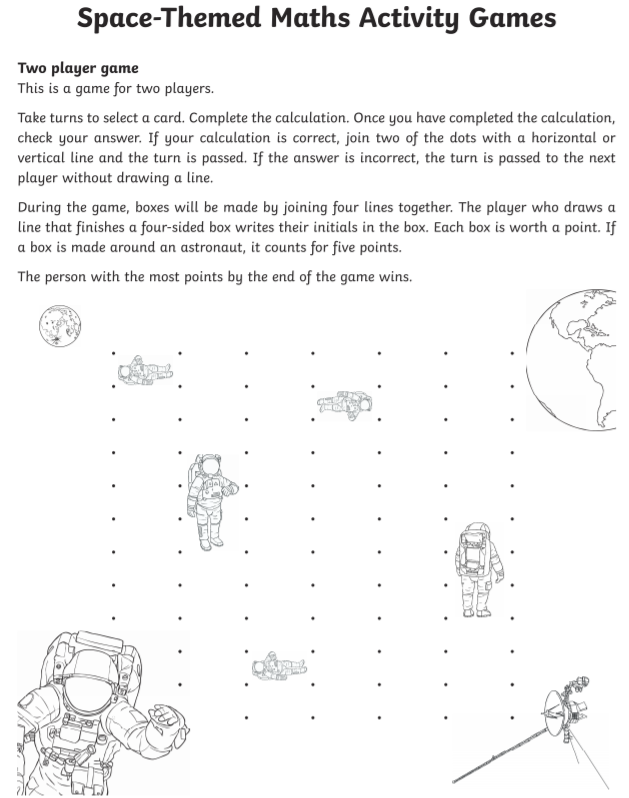 Space-Themed Maths Activity Games
Two player game
This is a game for two players.
Take turns to select a card. Complete the calculation. Once you have completed the calculation,
check your answer. If your calculation is correct, join two of the dots with a horizontal or
vertical line and the turn is passed. If the answer is incorrect, the turn is passed to the next
player without drawing a line.
During the game, boxes will be made by joining four lines together. The player who draws a
line that finishes a four-sided box writes their initials in the box. Each box is worth a point. If
a box is made around an astronaut, it counts for five points.
The person with the most points by the end of the game wins.